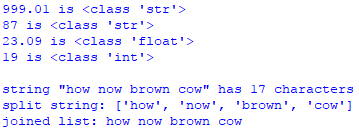 999.01 is <class 'str'>
87 is <class 'str'>
23.09 is <class 'float'>
19 is <class 'int'>
string "how now brown cow" has 17 characters
split string: ['how', 'now', 'brown', 'cow']
joined list: how now brown cow